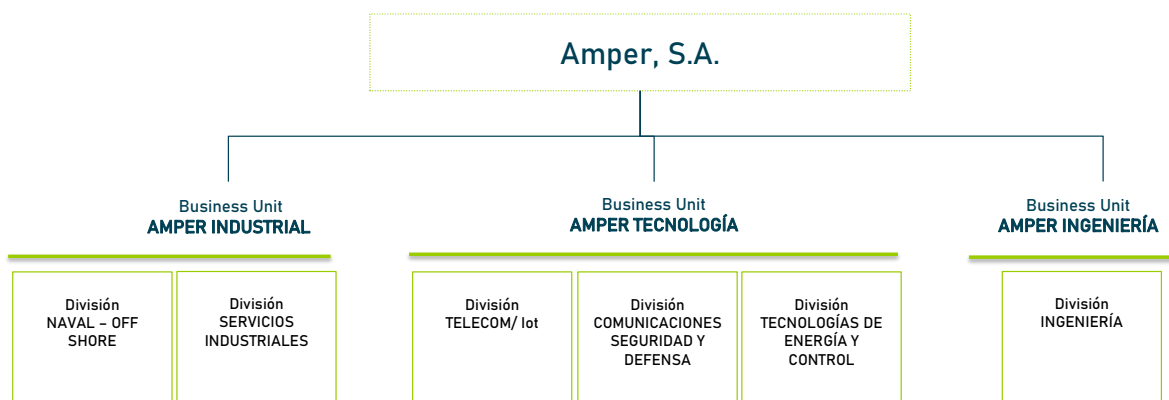 Amper, S.A.
Business Unit
AMPER INDUSTRIAL
Business Unit
AMPER TECNOLOGÍA
Business Unit
AMPER INGENIERÍA
División
NAVAL – OFF
SHORE
División
SERVICIOS
INDUSTRIALES
División
TELECOM/ Iot
División
COMUNICACIONES
SEGURIDAD Y
DEFENSA
División
TECNOLOGÍAS DE
ENERGÍA Y
CONTROL
División
INGENIERÍA